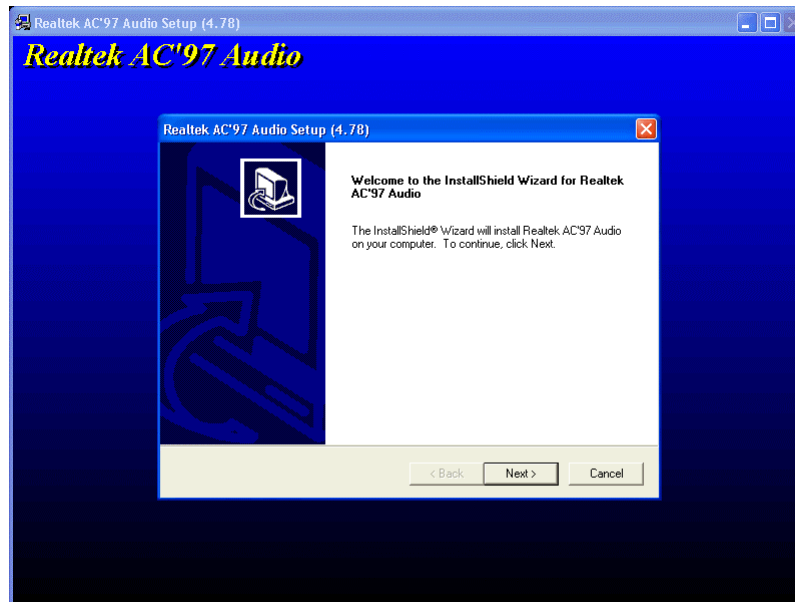 Realtek AC'97 Audio Setup (4.78)
Realtek AC'97 Audio
Realtek AC'97 Audio Setup (4.78)
Welcome to the InstallShield Wizard for Realtek
AC'97 Audio
The InstallShield® Wizard will install Realtek AC'97 Audio
on your computer. To continue, click Next.
< Back
Next >
Cancel